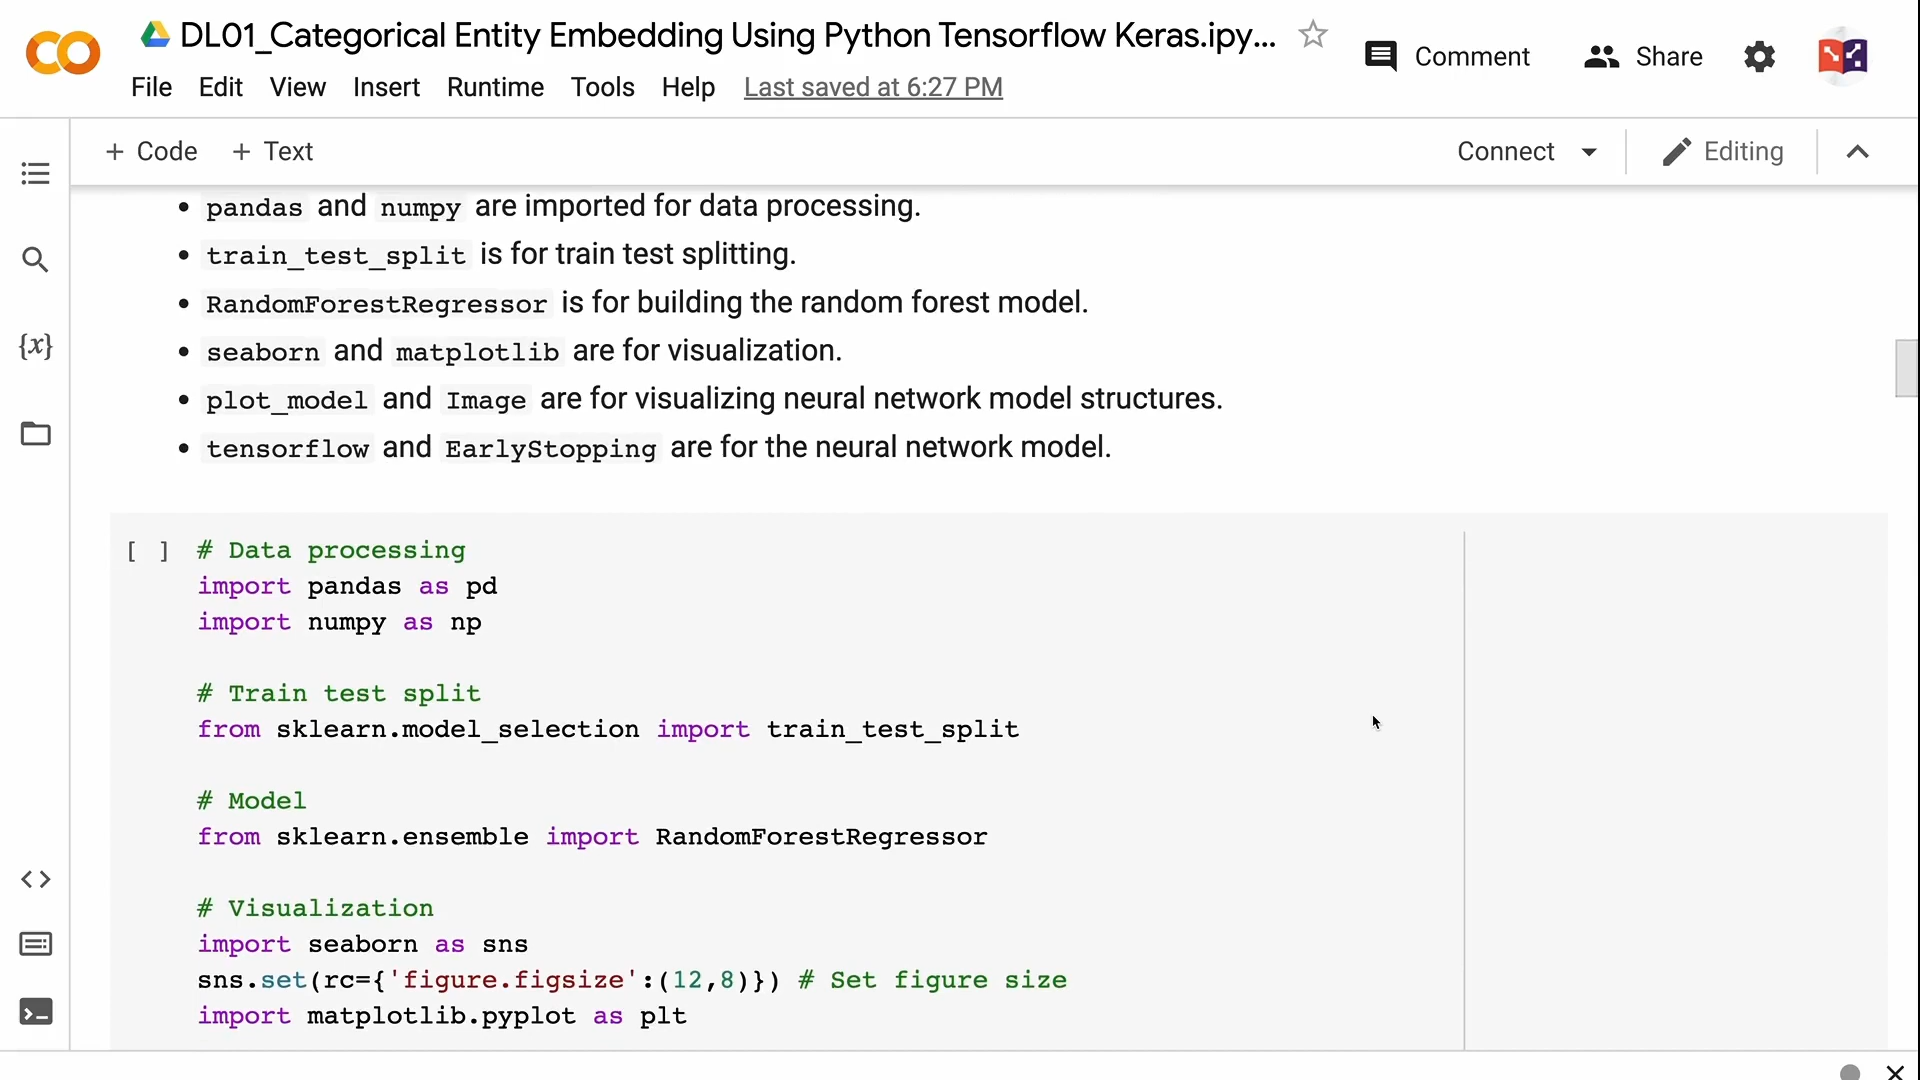 DL01_Categorical Entity Embedding Using Python Tensorflow Keras.ipy...
Comment
Share
File Edit View Insert Runtime Tools Help Last saved at 6:27 PM
+ Code + Text
Connect
Editing
• pandas and numpy are imported for data processing.
• train_test_split is for train test splitting.
• RandomForestRegressor is for building the random forest model.
• seaborn and matplotlib are for visualization.
• plot_model and Image are for visualizing neural network model structures.
• tensorflow and EarlyStopping are for the neural network model.
[ ] # Data processing
import pandas as pd
import numpy as np
# Train test split
from sklearn.model_selection import train_test_split
# Model
from sklearn.ensemble import RandomForestRegressor
# Visualization
import seaborn as sns
sns.set(rc={'figure.figsize':(12,8)}) # Set figure size
import matplotlib.pyplot as plt
{x}